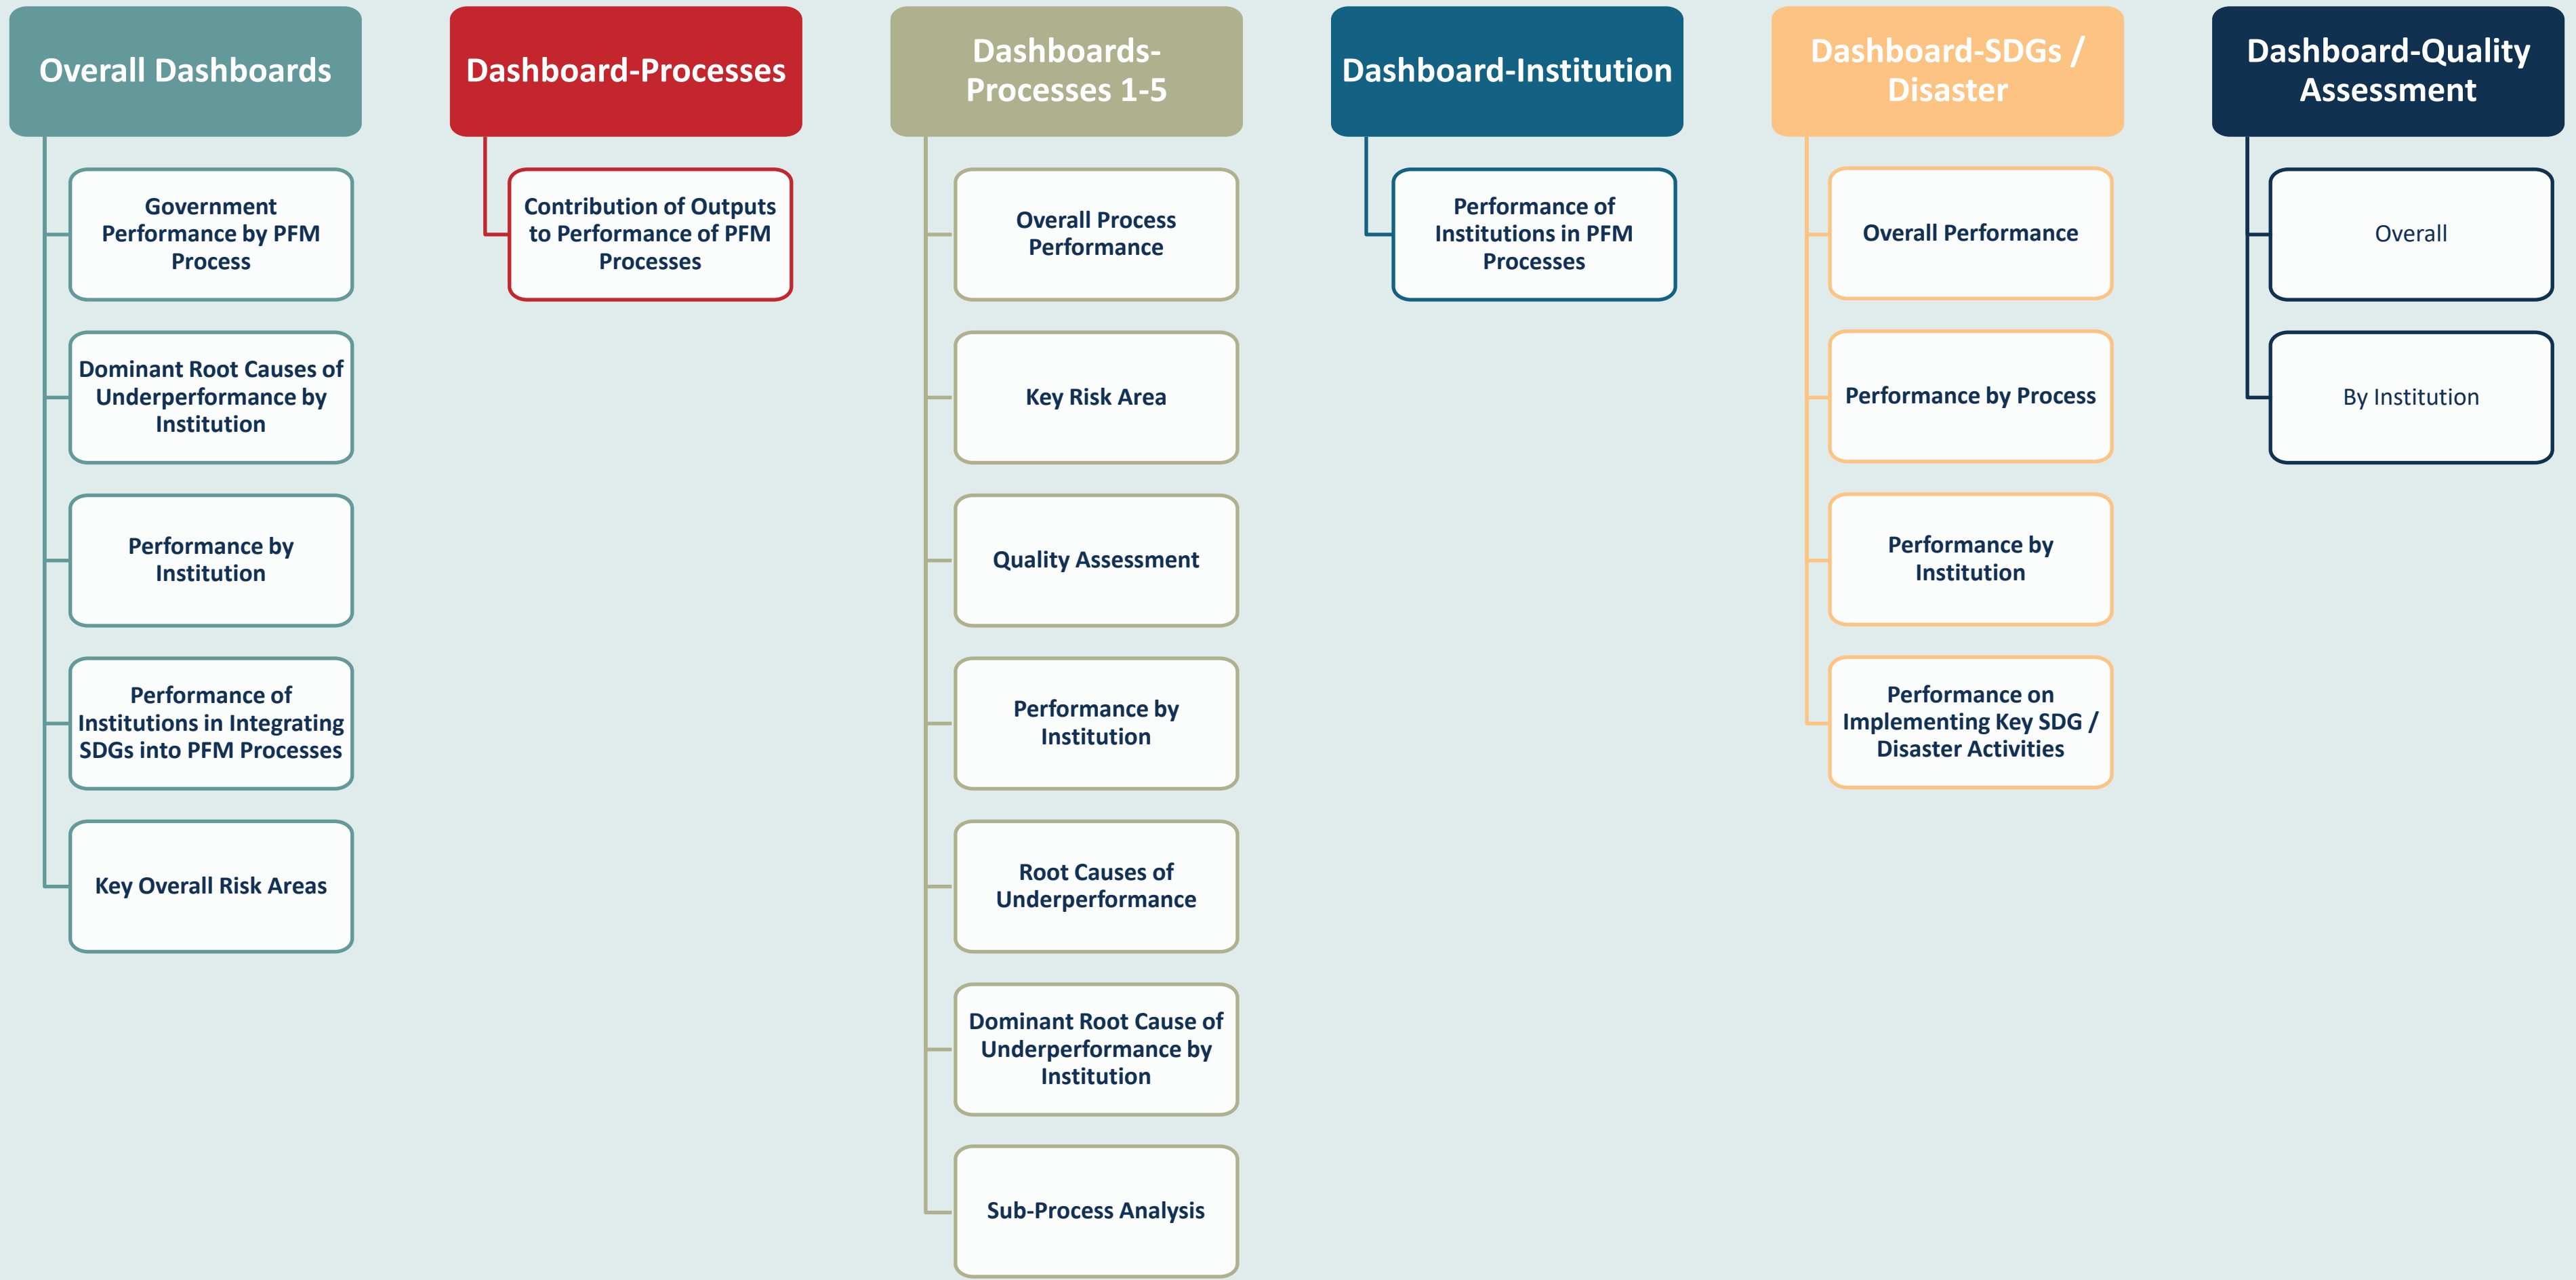 Overall Dashboards
Government
Performance by PFM
Process
Dominant Root Causes of
Underperformance by
Institution
Performance by
Institution
Performance of
Institutions in Integrating
SDGs into PFM Processes
Key Overall Risk Areas
Dashboard-Processes
Contribution of Outputs
to Performance of PFM
Processes
Dashboards-
Processes 1-5
Overall Process
Performance
Key Risk Area
Quality Assessment
Performance by
Institution
Root Causes of
Underperformance
Dominant Root Cause of
Underperformance by
Institution
Sub-Process Analysis
Dashboard-Institution
Performance of
Institutions in PFM
Processes
Dashboard-SDGs /
Disaster
Overall Performance
Performance by Process
Performance by
Institution
Performance on
Implementing Key SDG /
Disaster Activities
Dashboard-Quality
Assessment
Overall
By Institution